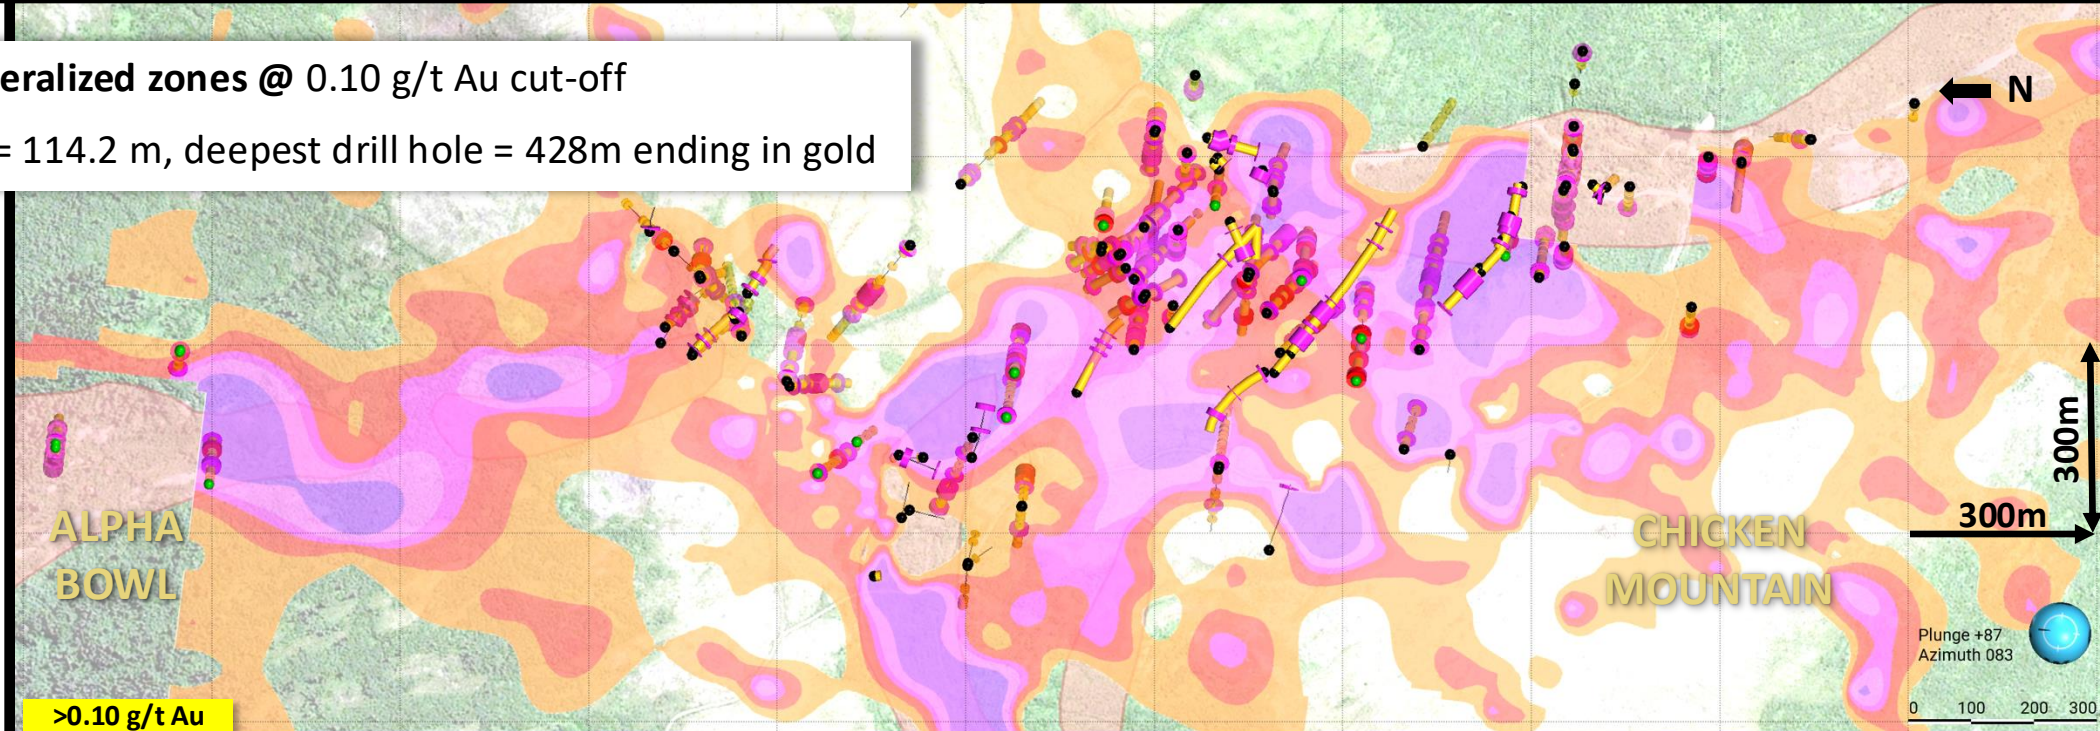 eralized zones @ 0.10 g/t Au cut-off
= 114.2 m, deepest drill hole = 428m ending in gold
N
300m
300m
ALPHA
BOWL
CHICKEN
MOUNTAIN
Plunge +87
Azimuth 083
0 100 200 300
>0.10 g/t Au